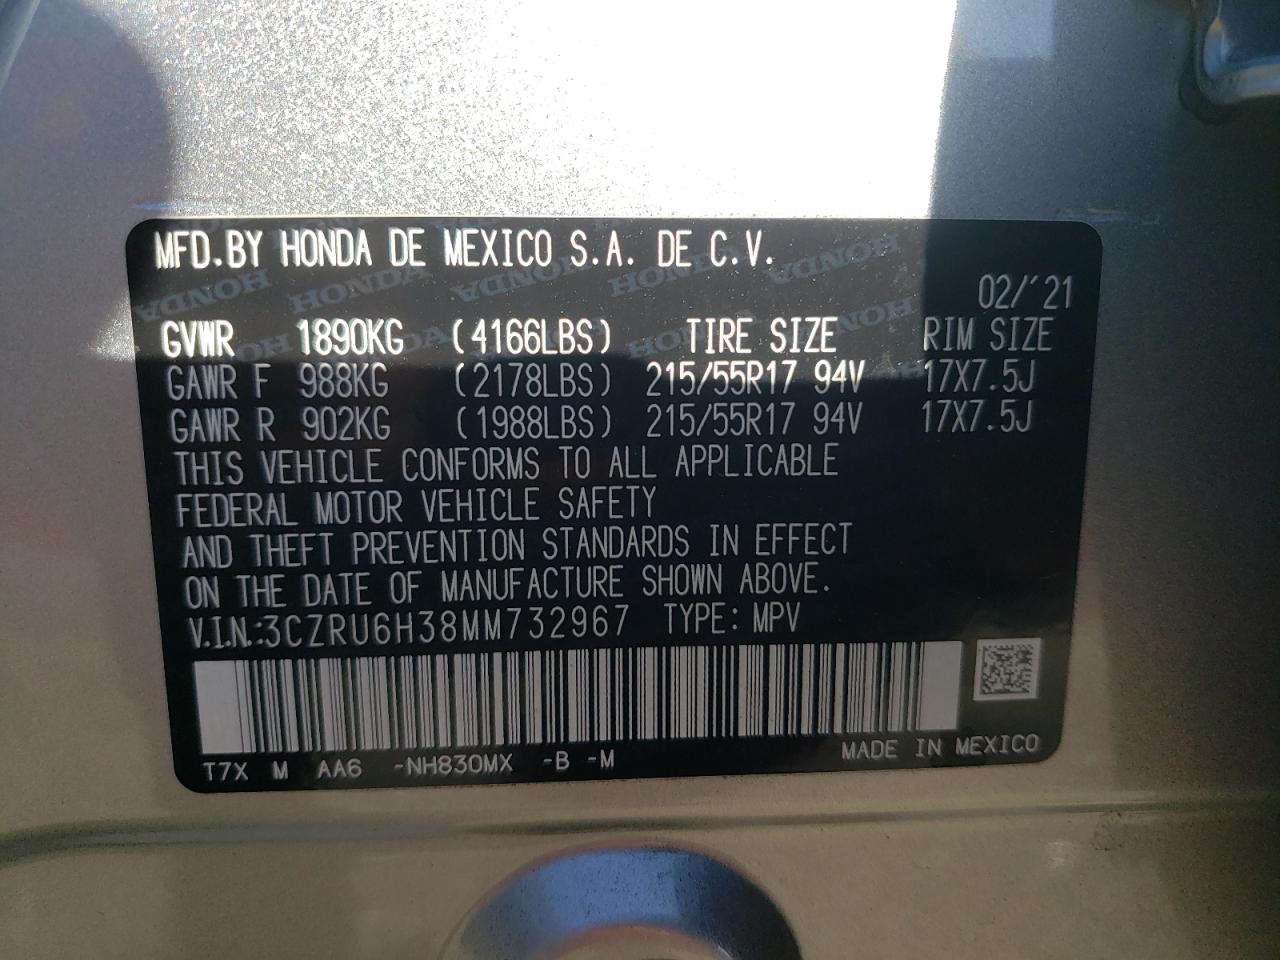 MFD.BY HONDA DE MEXICO S.A. DE C.V.
02/'21
GVWR 1890KG (4166LBS) TIRE SIZE RIM SIZE
GAWR F 988KG (2178LBS) 215/55R17 94V 17X7.5J
GAWR R 902KG (1988LBS) 215/55R17 94V 17X7.5J
THIS VEHICLE CONFORMS TO ALL APPLICABLE
FEDERAL MOTOR VEHICLE SAFETY
AND THEFT PREVENTION STANDARDS IN EFFECT
ON THE DATE OF MANUFACTURE SHOWN ABOVE.
V.I.N.:3CZRU6H38MM732967 TYPE: MPV
T7X M AA6 -NH830MX -B -M MADE IN MEXICO